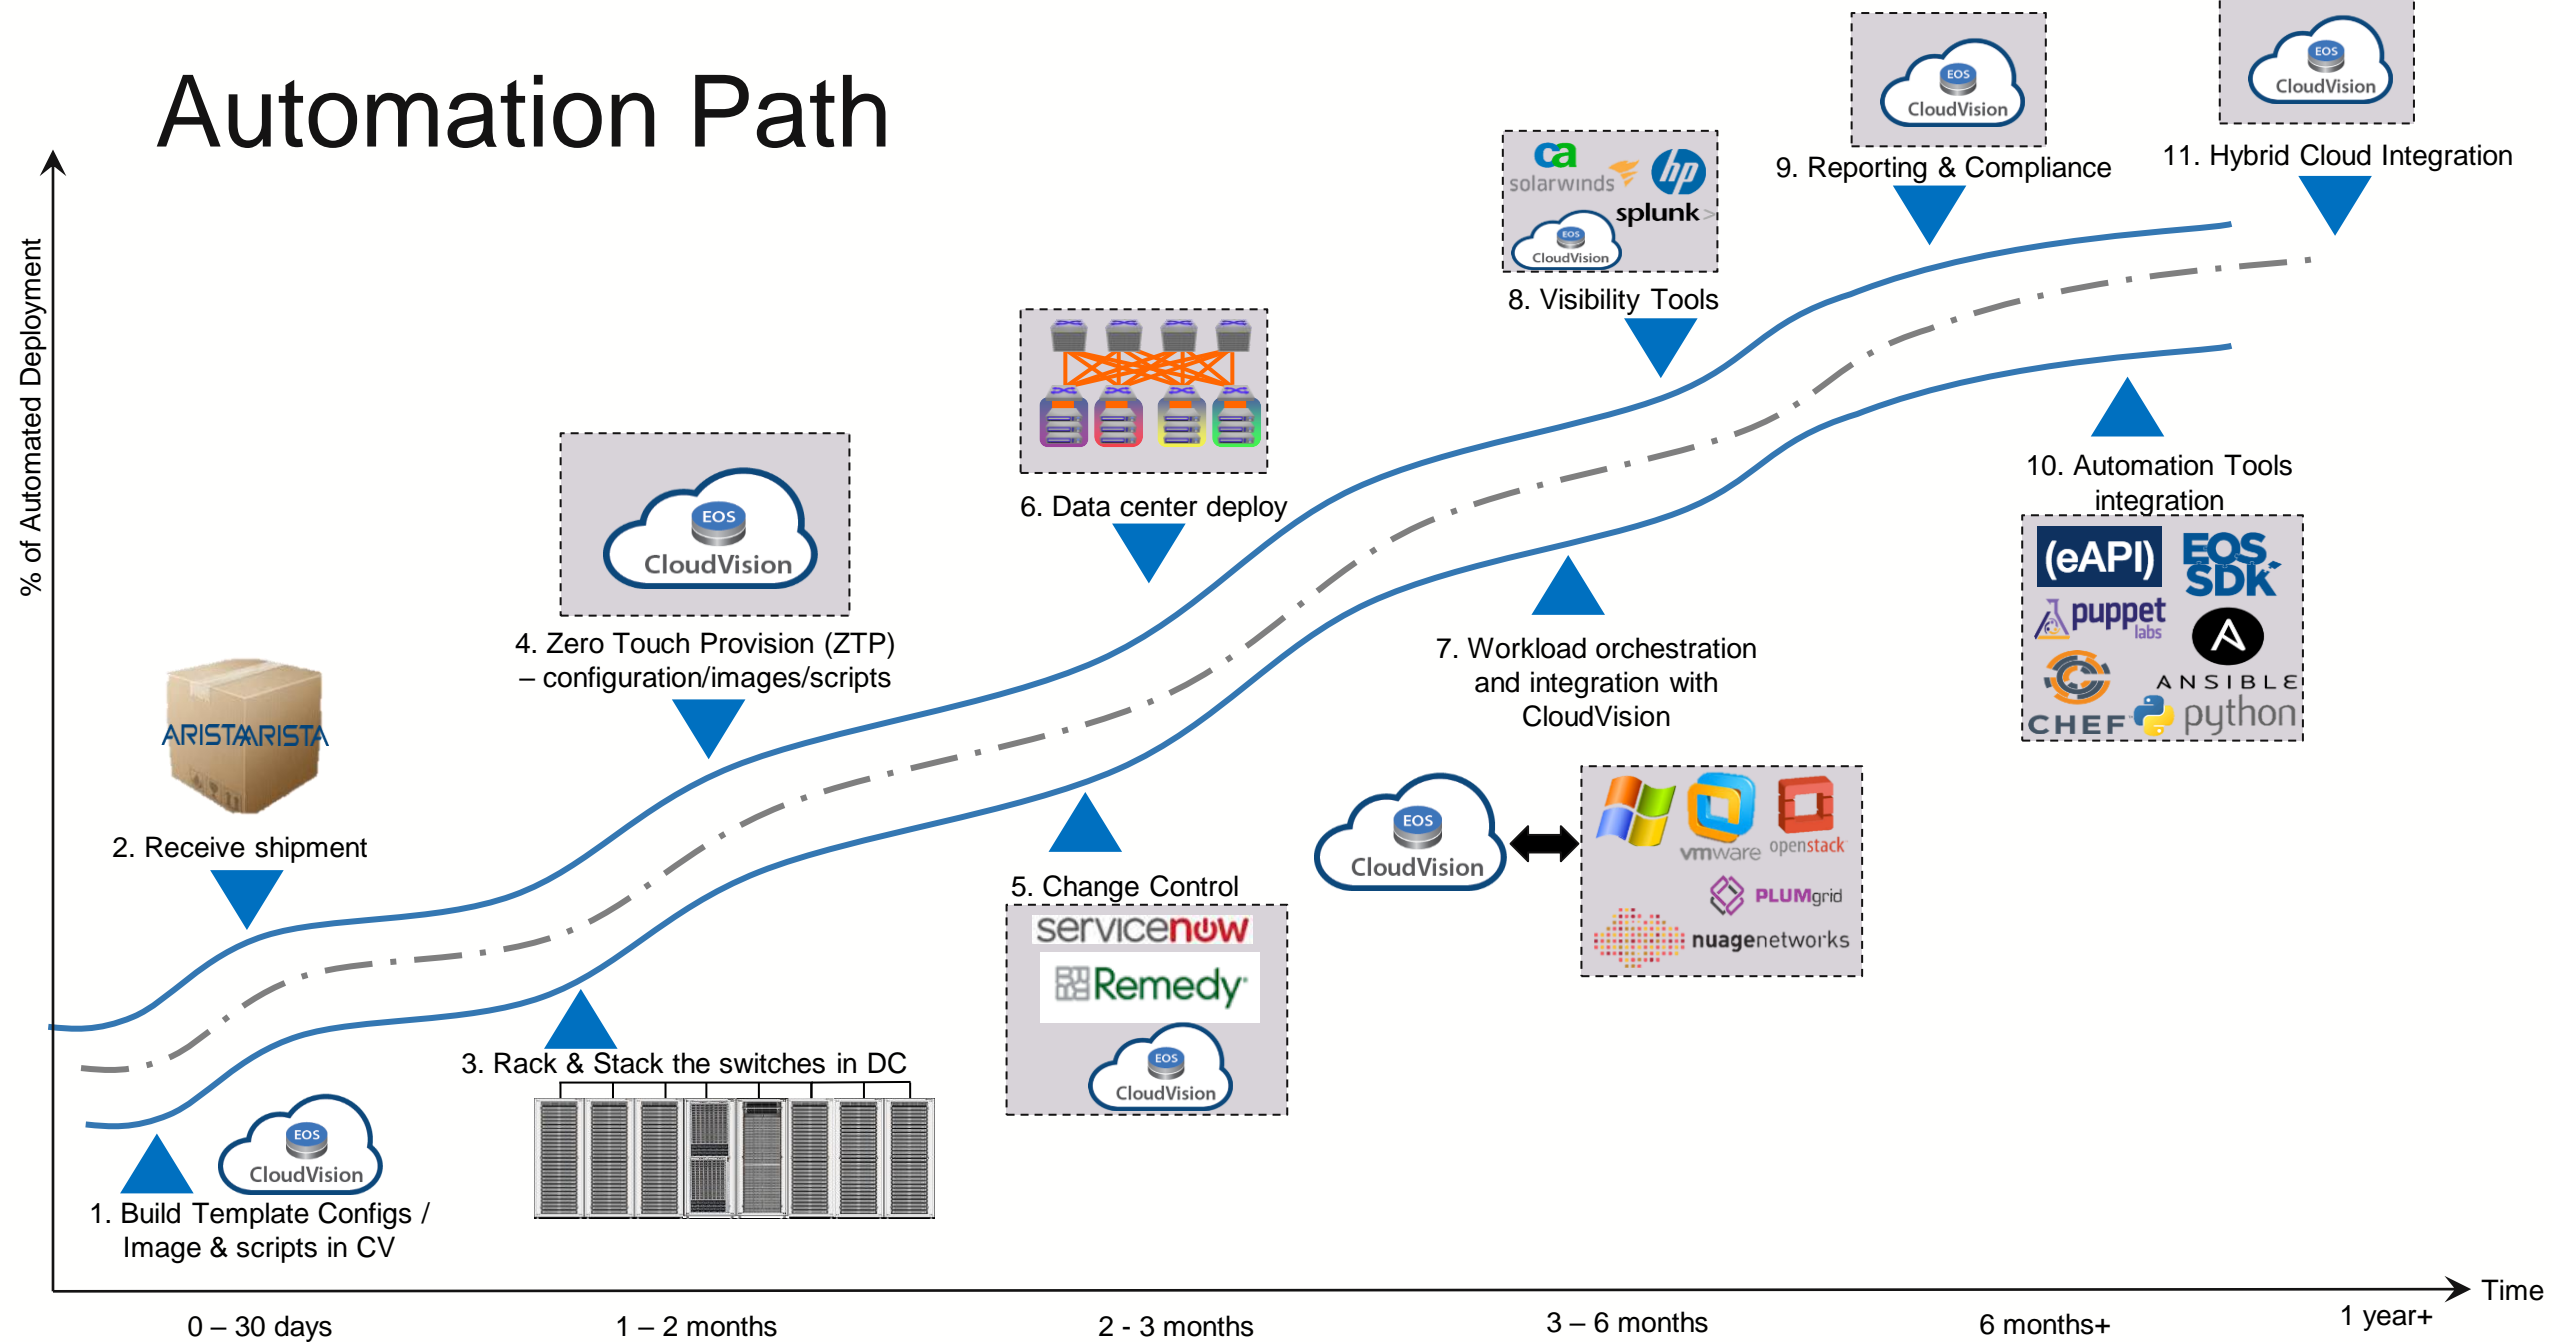 Automation Path
% of Automated Deployment
EOS
CloudVision
9. Reporting & Compliance
EOS
CloudVision
11. Hybrid Cloud Integration
ca
solarwinds
hp
splunk>
EOS
CloudVision
8. Visibility Tools
6. Data center deploy
EOS
CloudVision
4. Zero Touch Provision (ZTP)
– configuration/images/scripts
ARISTA ARISTA
2. Receive shipment
10. Automation Tools
integration
(eAPI)
EOS
SDK
puppet
labs
ANSIBLE
CHEF
python
7. Workload orchestration
and integration with
CloudVision
EOS
CloudVision
vmware
openstack
PLUMgrid
nuagenetworks
5. Change Control
servicenow
Remedy
EOS
CloudVision
3. Rack & Stack the switches in DC
EOS
CloudVision
1. Build Template Configs /
Image & scripts in CV
Time
0 – 30 days
1 – 2 months
2 - 3 months
3 – 6 months
6 months+
1 year+